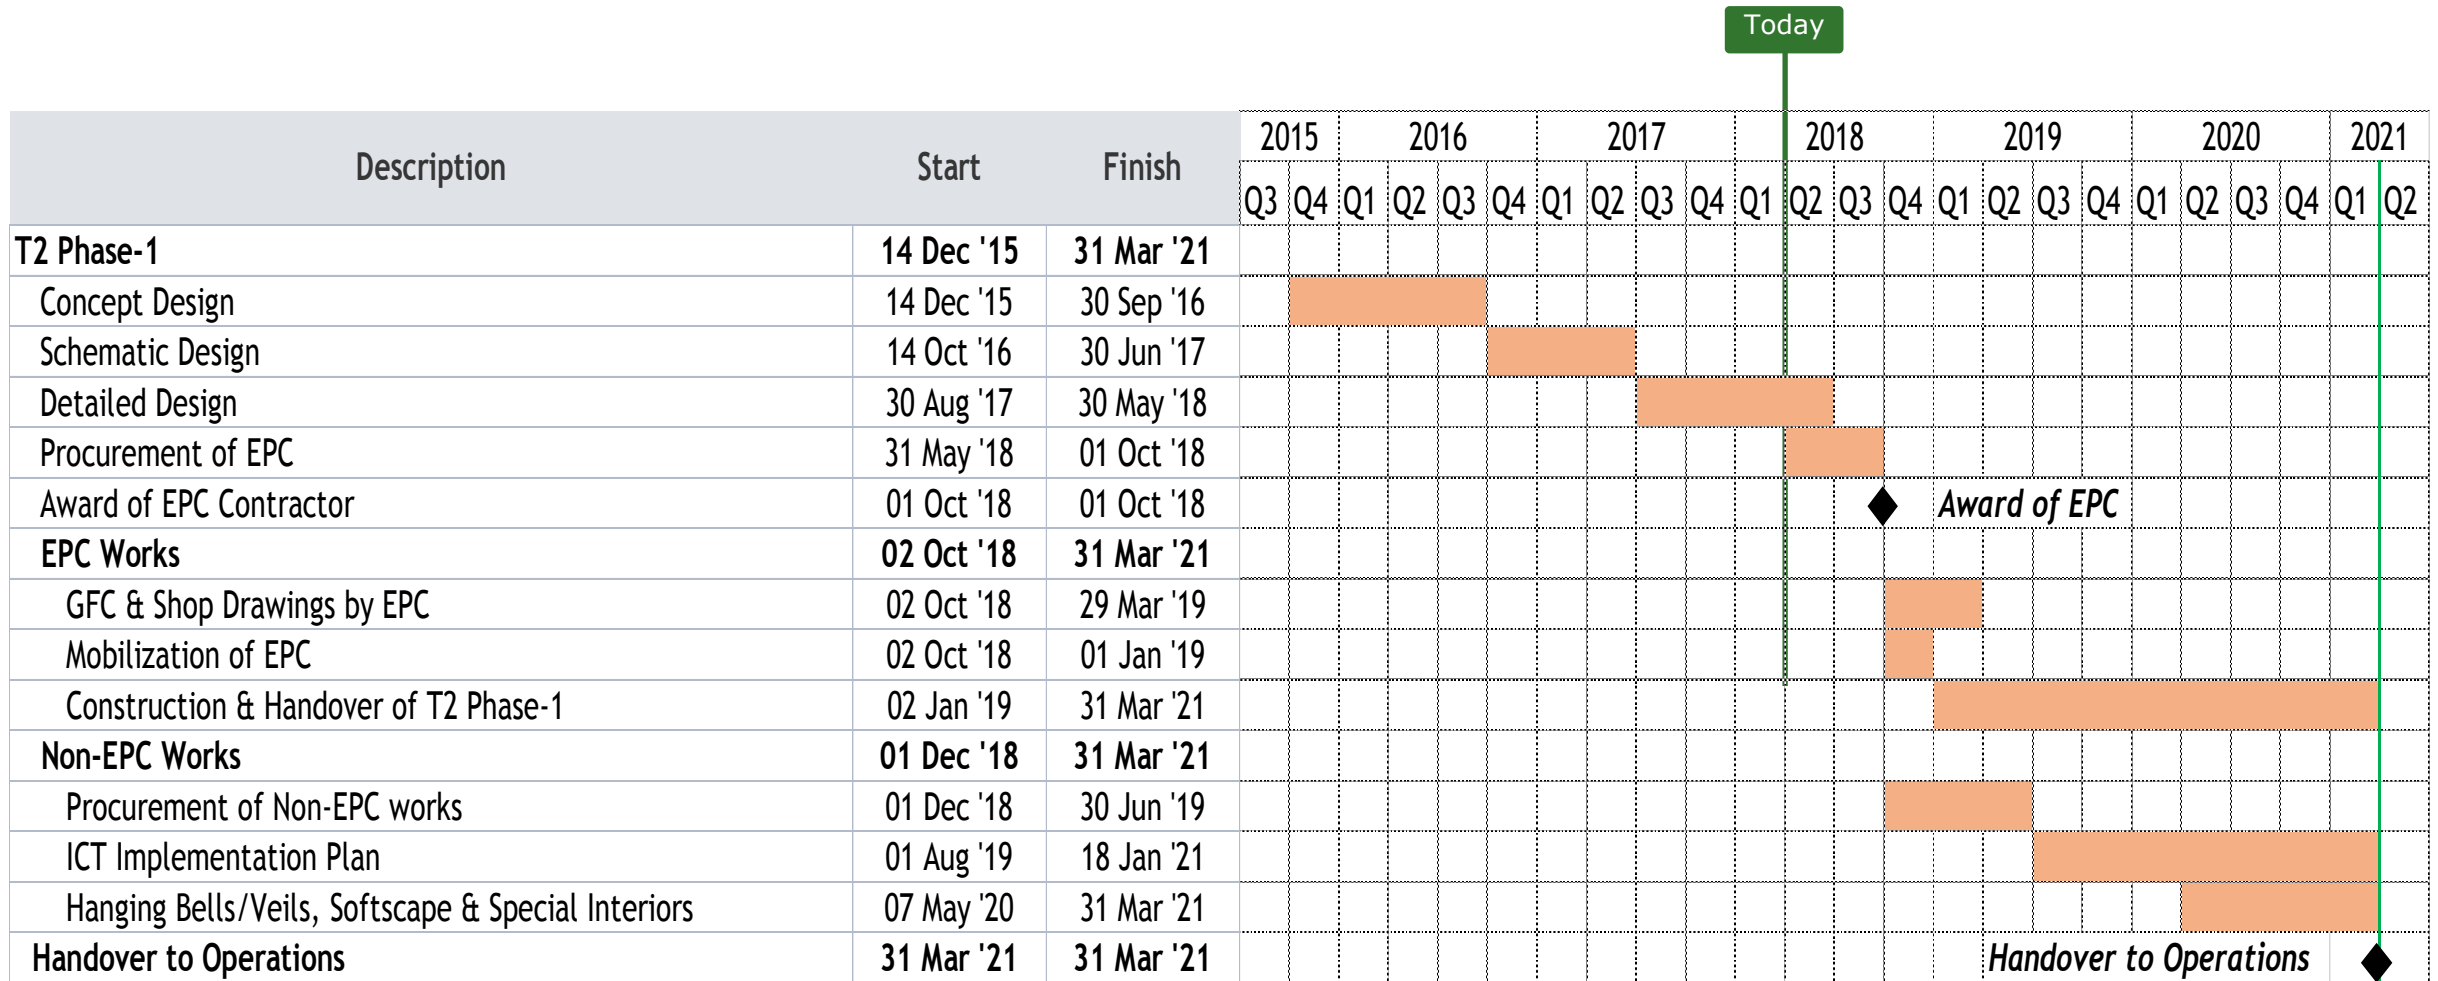 Today
Description Start Finish 2015 2016 2017 2018 2019 2020 2021
Q3 Q4 Q1 Q2 Q3 Q4 Q1 Q2 Q3 Q4 Q1 Q2 Q3 Q4 Q1 Q2 Q3 Q4 Q1 Q2 Q3 Q4 Q1 Q2
T2 Phase-1 14 Dec '15 31 Mar '21
Concept Design 14 Dec '15 30 Sep '16
Schematic Design 14 Oct '16 30 Jun '17
Detailed Design 30 Aug '17 30 May '18
Procurement of EPC 31 May '18 01 Oct '18
Award of EPC Contractor 01 Oct '18 01 Oct '18 Award of EPC
EPC Works 02 Oct '18 31 Mar '21
GFC & Shop Drawings by EPC 02 Oct '18 29 Mar '19
Mobilization of EPC 02 Oct '18 01 Jan '19
Construction & Handover of T2 Phase-1 02 Jan '19 31 Mar '21
Non-EPC Works 01 Dec '18 31 Mar '21
Procurement of Non-EPC works 01 Dec '18 30 Jun '19
ICT Implementation Plan 01 Aug '19 18 Jan '21
Hanging Bells/Veils, Softscape & Special Interiors 07 May '20 31 Mar '21
Handover to Operations 31 Mar '21 31 Mar '21 Handover to Operations